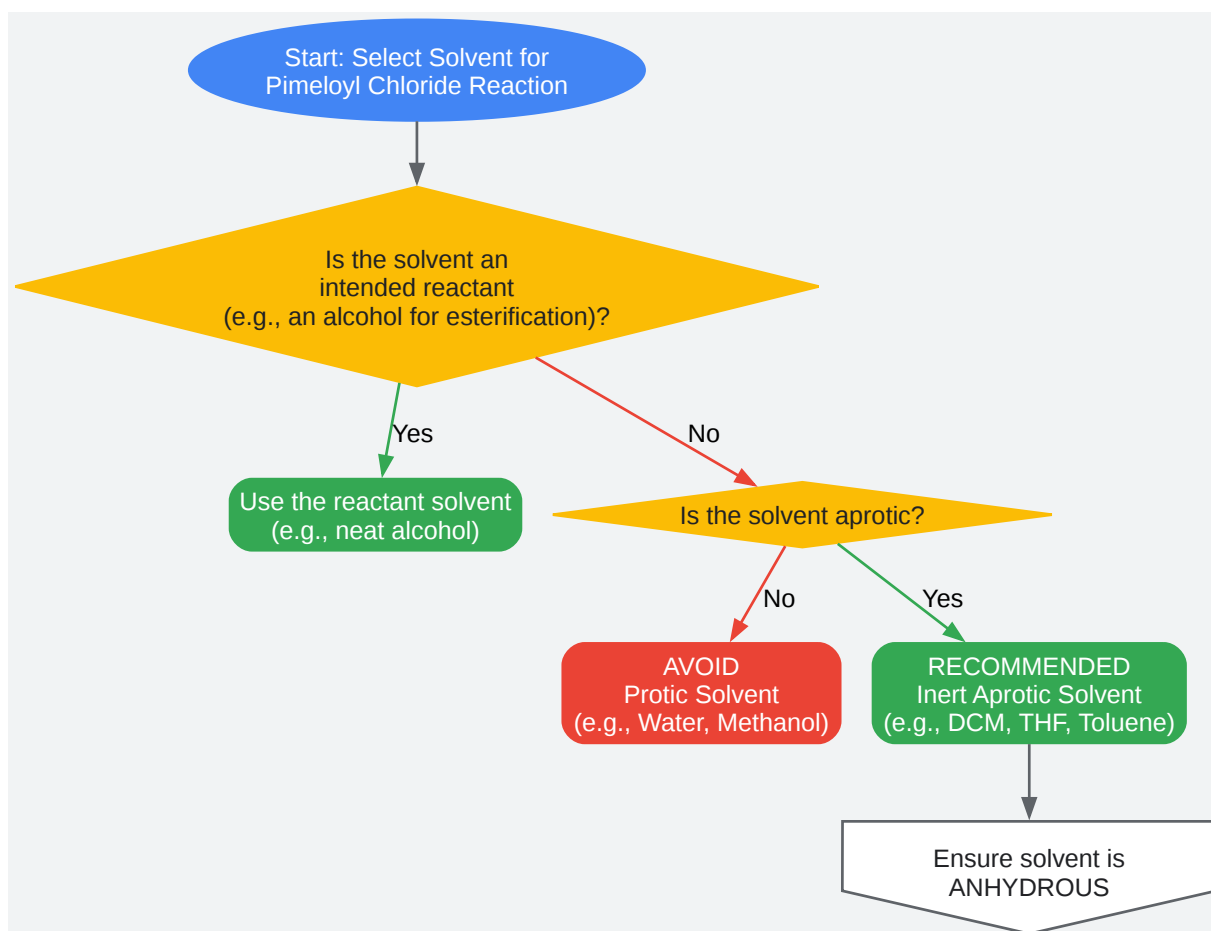 Start: Select Solvent for
Pimeloyl Chloride Reaction
Is the solvent an
intended reactant
(e.g., an alcohol for esterification)?
Yes
No
Use the reactant solvent
(e.g., neat alcohol)
Is the solvent aprotic?
No
Yes
AVOID
Protic Solvent
(e.g., Water, Methanol)
RECOMMENDED
Inert Aprotic Solvent
(e.g., DCM, THF, Toluene)
Ensure solvent is
ANHYDROUS